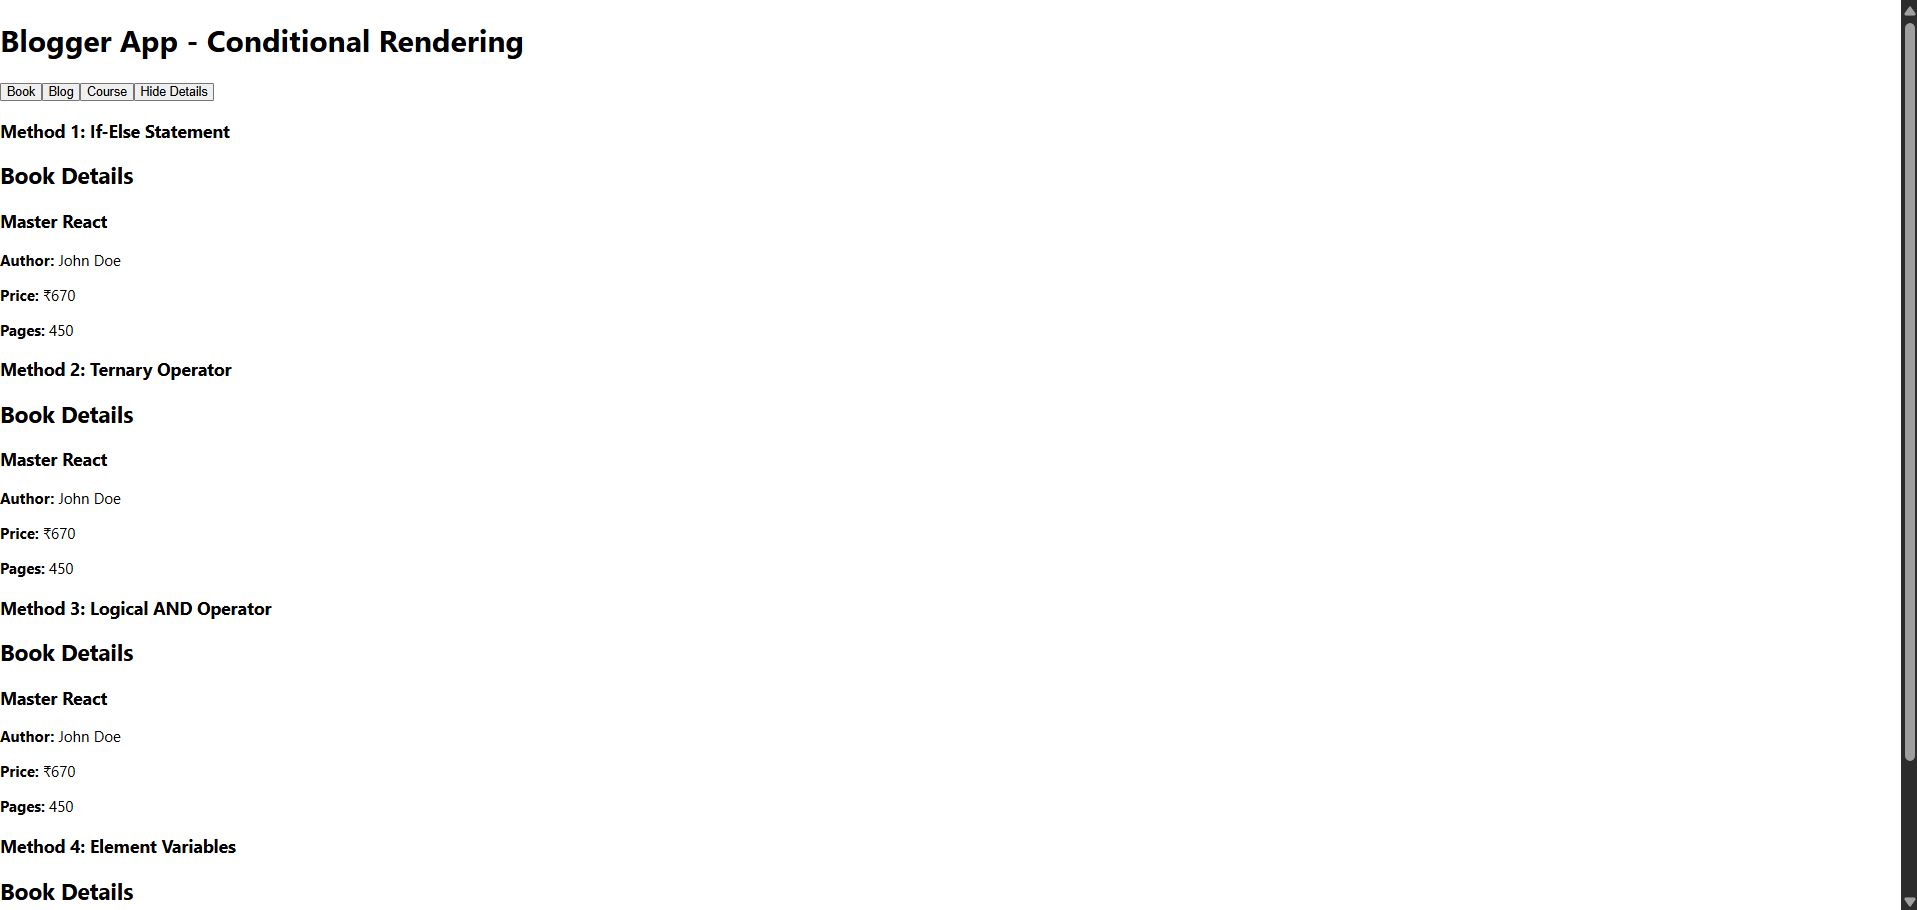 Blogger App - Conditional Rendering
Book Blog Course Hide Details
Method 1: If-Else Statement
Book Details
Master React
Author: John Doe
Price: ₹670
Pages: 450
Method 2: Ternary Operator
Book Details
Master React
Author: John Doe
Price: ₹670
Pages: 450
Method 3: Logical AND Operator
Book Details
Master React
Author: John Doe
Price: ₹670
Pages: 450
Method 4: Element Variables
Book Details